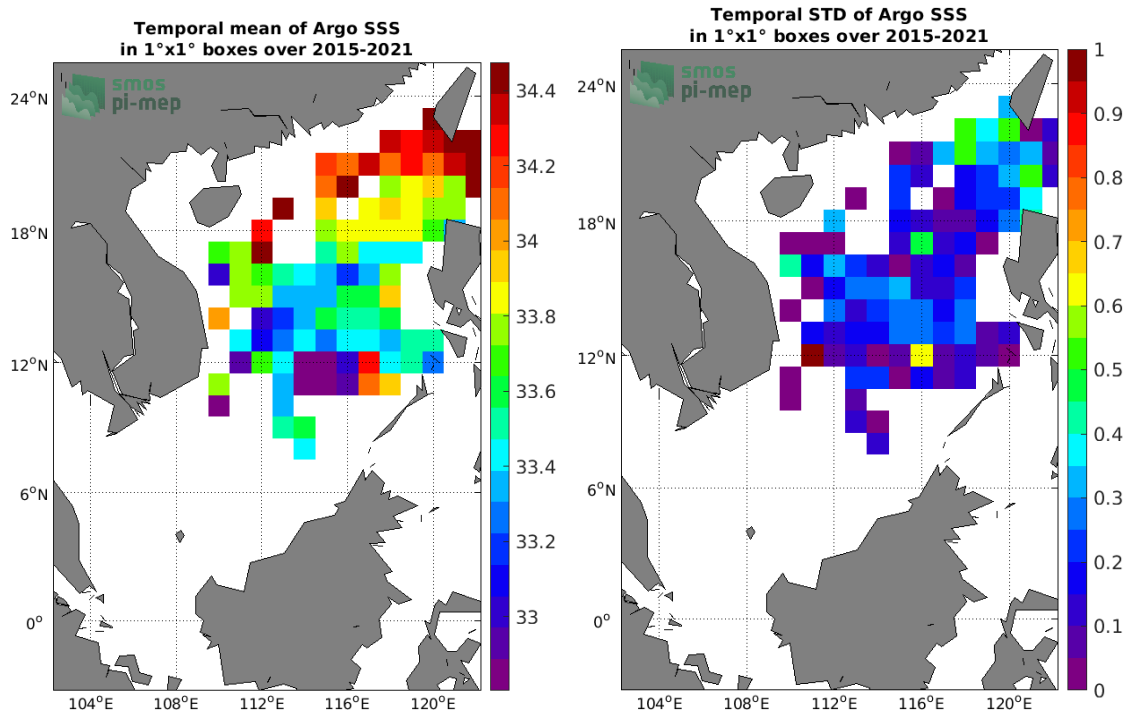 Temporal mean of Argo SSS
in 1°x1° boxes over 2015-2021
smos
pi-mep
24°N
18°N
12°N
6°N
0°
104°E
108°E
112°E
116°E
120°E
34.4
34.2
34
33.8
33.6
33.4
33.2
33
Temporal STD of Argo SSS
in 1°x1° boxes over 2015-2021
smos
pi-mep
24°N
18°N
12°N
6°N
0°
104°E
108°E
112°E
116°E
120°E
1
0.9
0.8
0.7
0.6
0.5
0.4
0.3
0.2
0.1
0